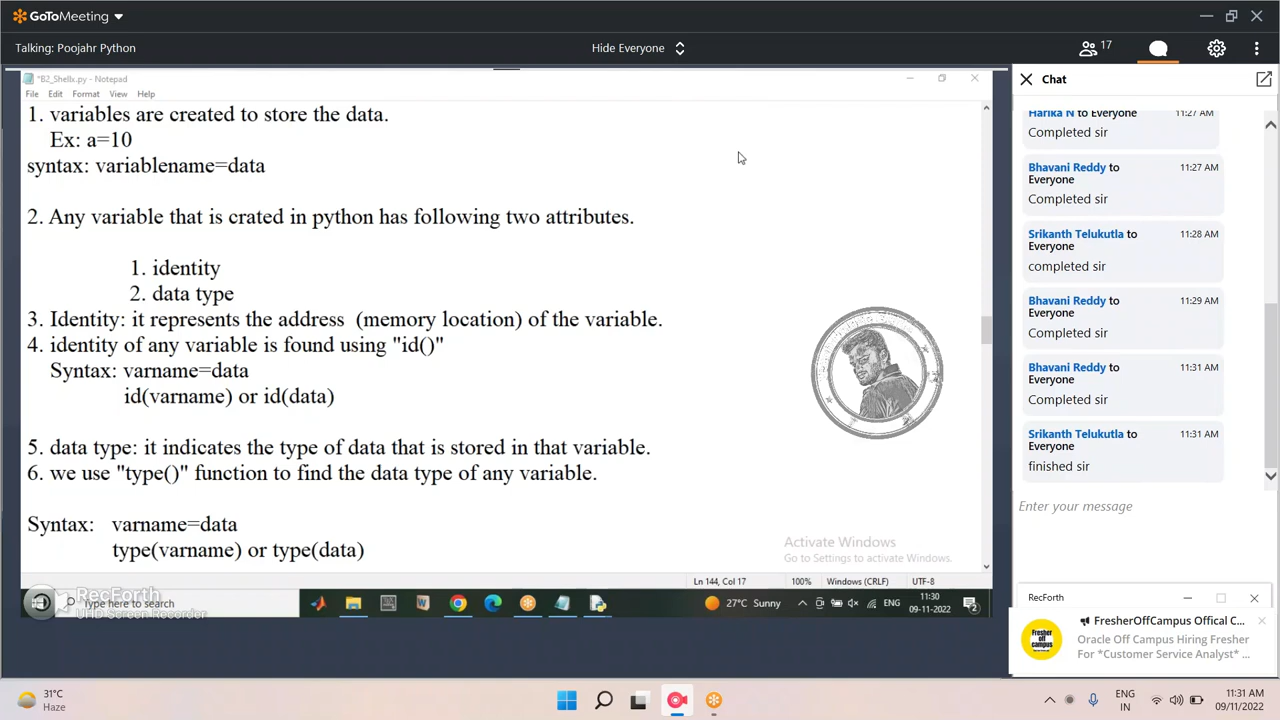 GoToMeeting
Talking: Poojahr Python
Hide Everyone
17
Chat
*B2_Shellx.py - Notepad
File Edit Format View Help
1. variables are created to store the data.
Ex: a=10
syntax: variablename=data
2. Any variable that is crated in python has following two attributes.
1. identity
2. data type
3. Identity: it represents the address (memory location) of the variable.
4. identity of any variable is found using "id()"
Syntax: varname=data
id(varname) or id(data)
5. data type: it indicates the type of data that is stored in that variable.
6. we use "type()" function to find the data type of any variable.
Syntax: varname=data
type(varname) or type(data)
Activate Windows
Go to Settings to activate Windows.
Ln 144, Col 17 100% Windows (CRLF) UTF-8
RecForth
UHD Screen Recorder
Type here to search
27°C Sunny
ENG
11:30
09-11-2022
2
Harika N to Everyone 11:27 AM
Completed sir
Bhavani Reddy to 11:27 AM
Everyone
Completed sir
Srikanth Telukutla to 11:28 AM
Everyone
completed sir
Bhavani Reddy to 11:29 AM
Everyone
Completed sir
Bhavani Reddy to 11:31 AM
Everyone
Completed sir
Srikanth Telukutla to 11:31 AM
Everyone
finished sir
Enter your message
RecForth
Fresher
off
campus
FresherOffCampus Offical C...
Oracle Off Campus Hiring Fresher
For *Customer Service Analyst* ...
31°C
Haze
ENG
IN
11:31 AM
09/11/2022